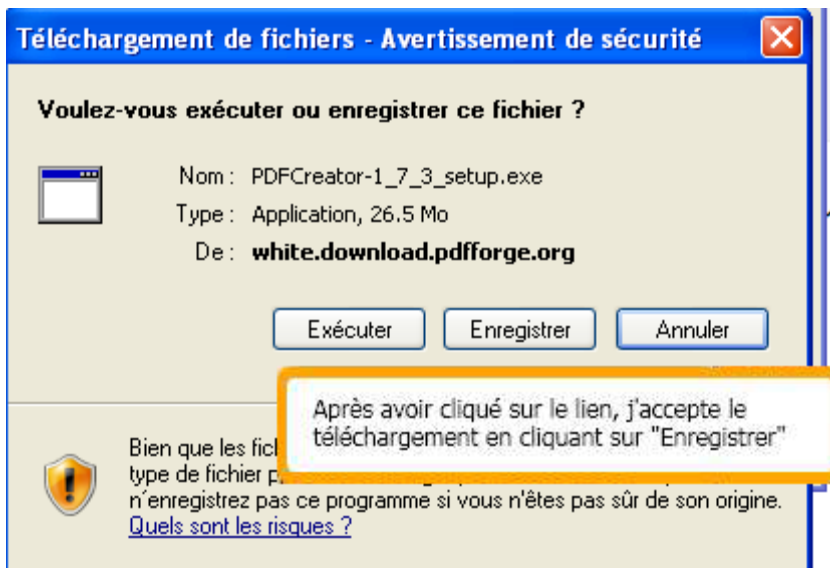 Téléchargement de fichiers - Avertissement de sécurité
Voulez-vous exécuter ou enregistrer ce fichier ?
Nom : PDFCreator-1_7_3_setup.exe
Type : Application, 26.5 Mo
De : white.download.pdfforge.org
Exécuter Enregistrer Annuler
Après avoir cliqué sur le lien, j'accepte le
téléchargement en cliquant sur "Enregistrer"
Bien que les
type de fichier
n'enregistrez pas ce programme si vous n'êtes pas sûr de son origine.
Quels sont les risques ?